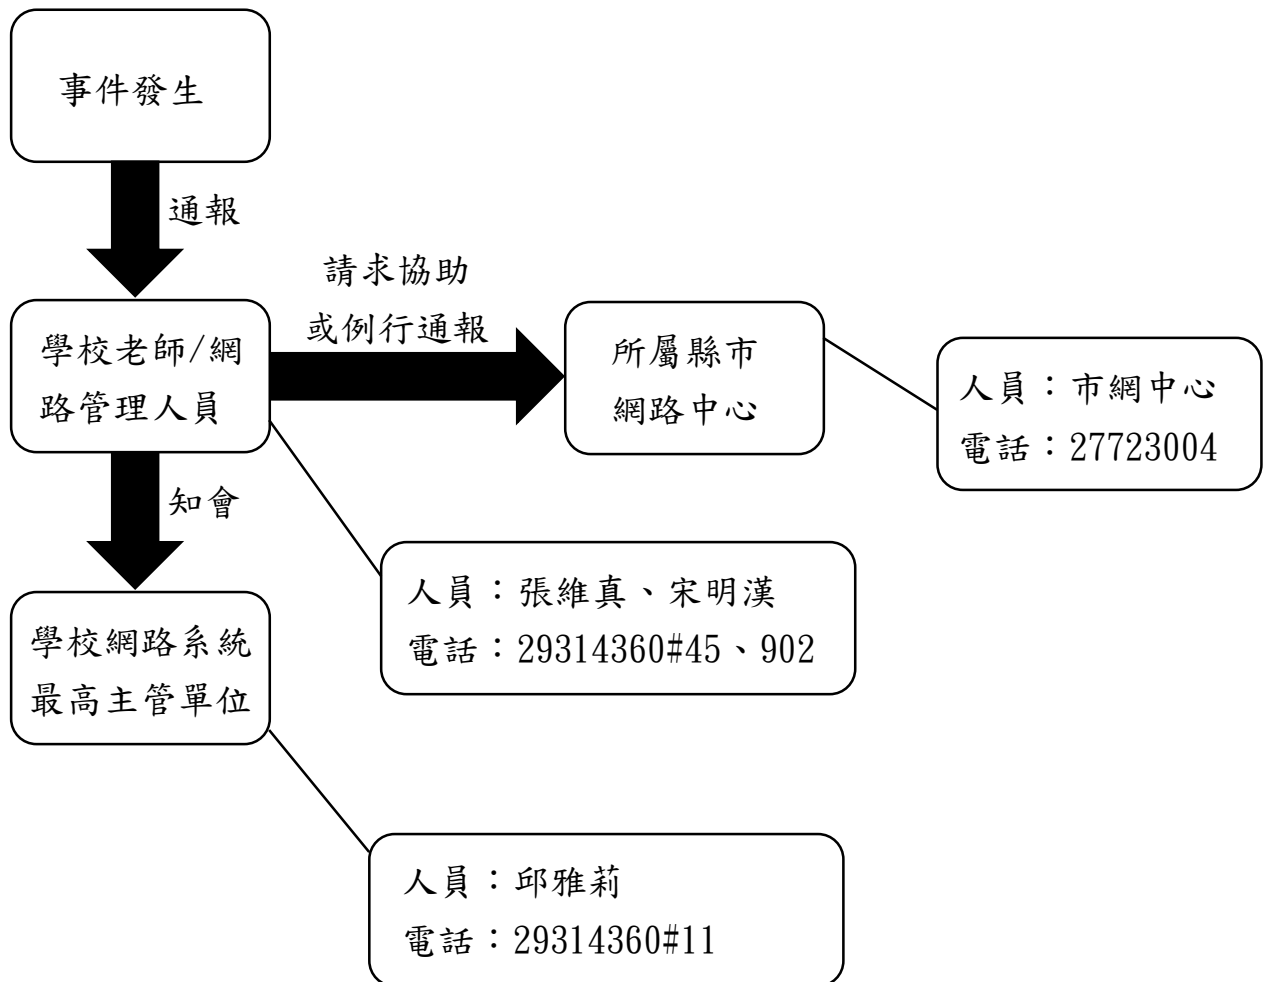 事件發生
通報
請求協助
或例行通報
學校老師/網
路管理人員
所屬縣市
網路中心
人員：市網中心
電話：27723004
知會
人員：張維真、宋明漢
電話：29314360#45、902
學校網路系統
最高主管單位
人員：邱雅莉
電話：29314360#11